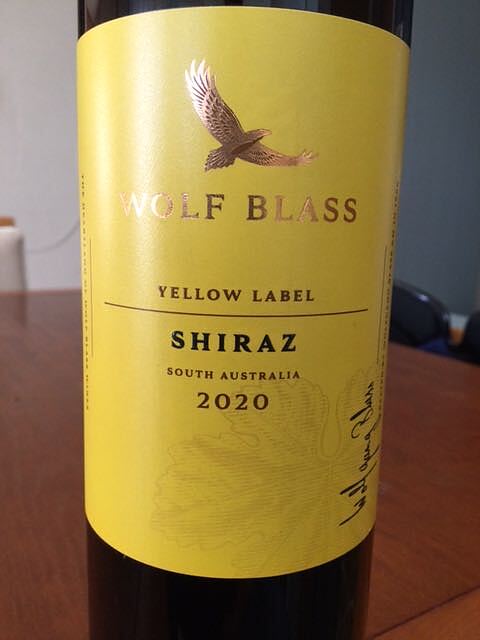 WOLF BLASS
YELLOW LABEL
SHIRAZ
SOUTH AUSTRALIA
2020